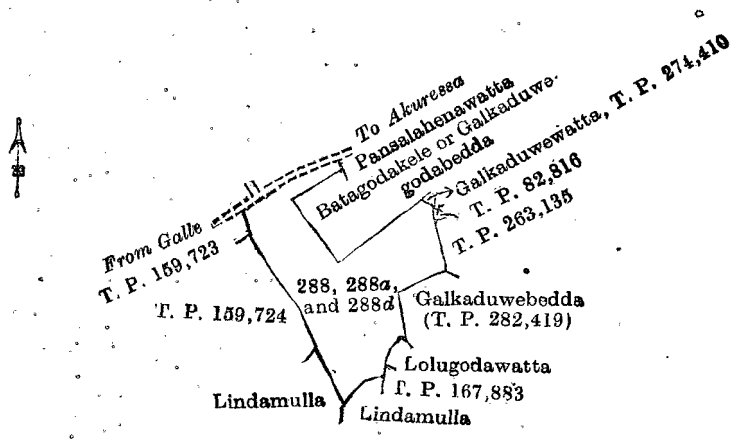 To Akuressa
Pansalahenawatta
Batagodakele or Galkaduwe-
godabedda
Galkaduwewatta, T. P. 274,410
T. P. 82,816
T. P. 263,135
From Galle
T. P. 159,723
T. P. 159,724
288, 288a,
and 288d
Galkaduwebedda
(T. P. 282,419)
Lolugodawatta
T. P. 167,883
Lindamulla
Lindamulla